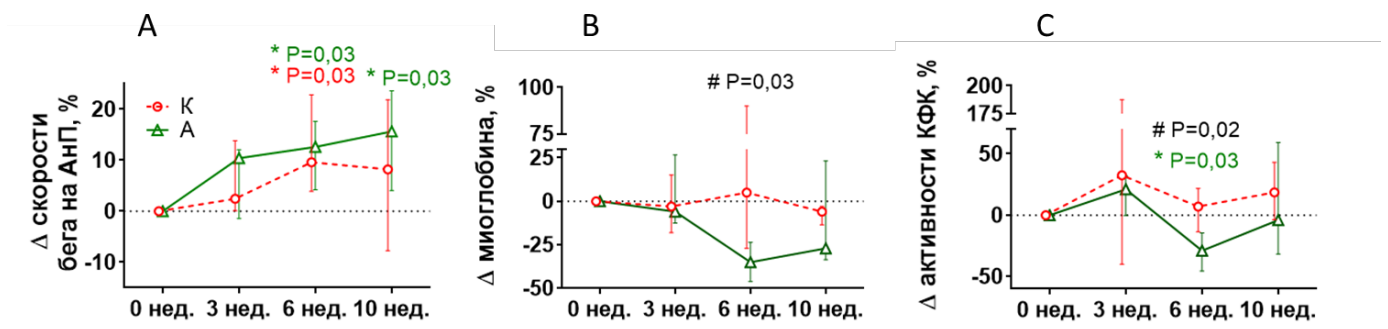 A
* P=0,03
* P=0,03
* P=0,03
Δ скорости
бега на АнП, %
20
10
0
-10
К
А
0 нед.
3 нед.
6 нед.
10 нед.
B
# P=0,03
Δ миоглобина, %
100
75
25
0
-25
-50
0 нед.
3 нед.
6 нед.
10 нед.
C
# P=0,02
* P=0,03
Δ активности КФК, %
200
175
50
0
-50
0 нед.
3 нед.
6 нед.
10 нед.